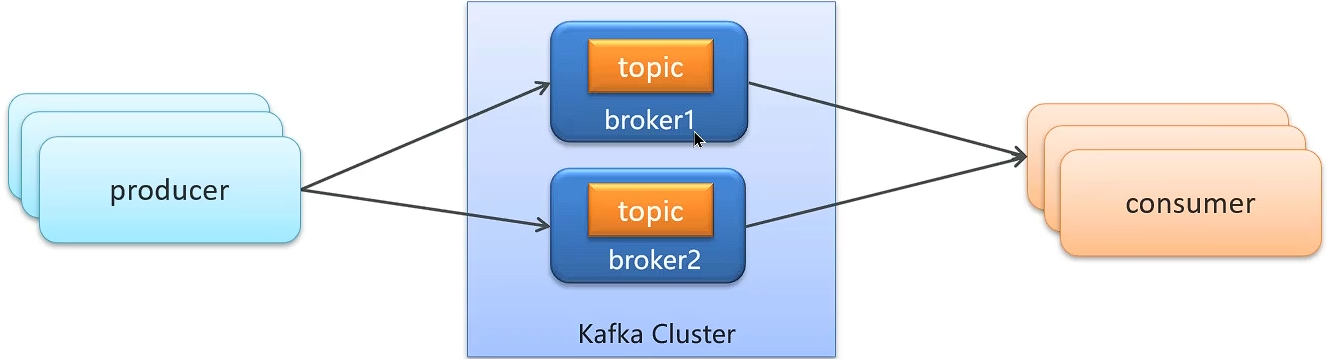 producer
topic
broker1
topic
broker2
Kafka Cluster
consumer